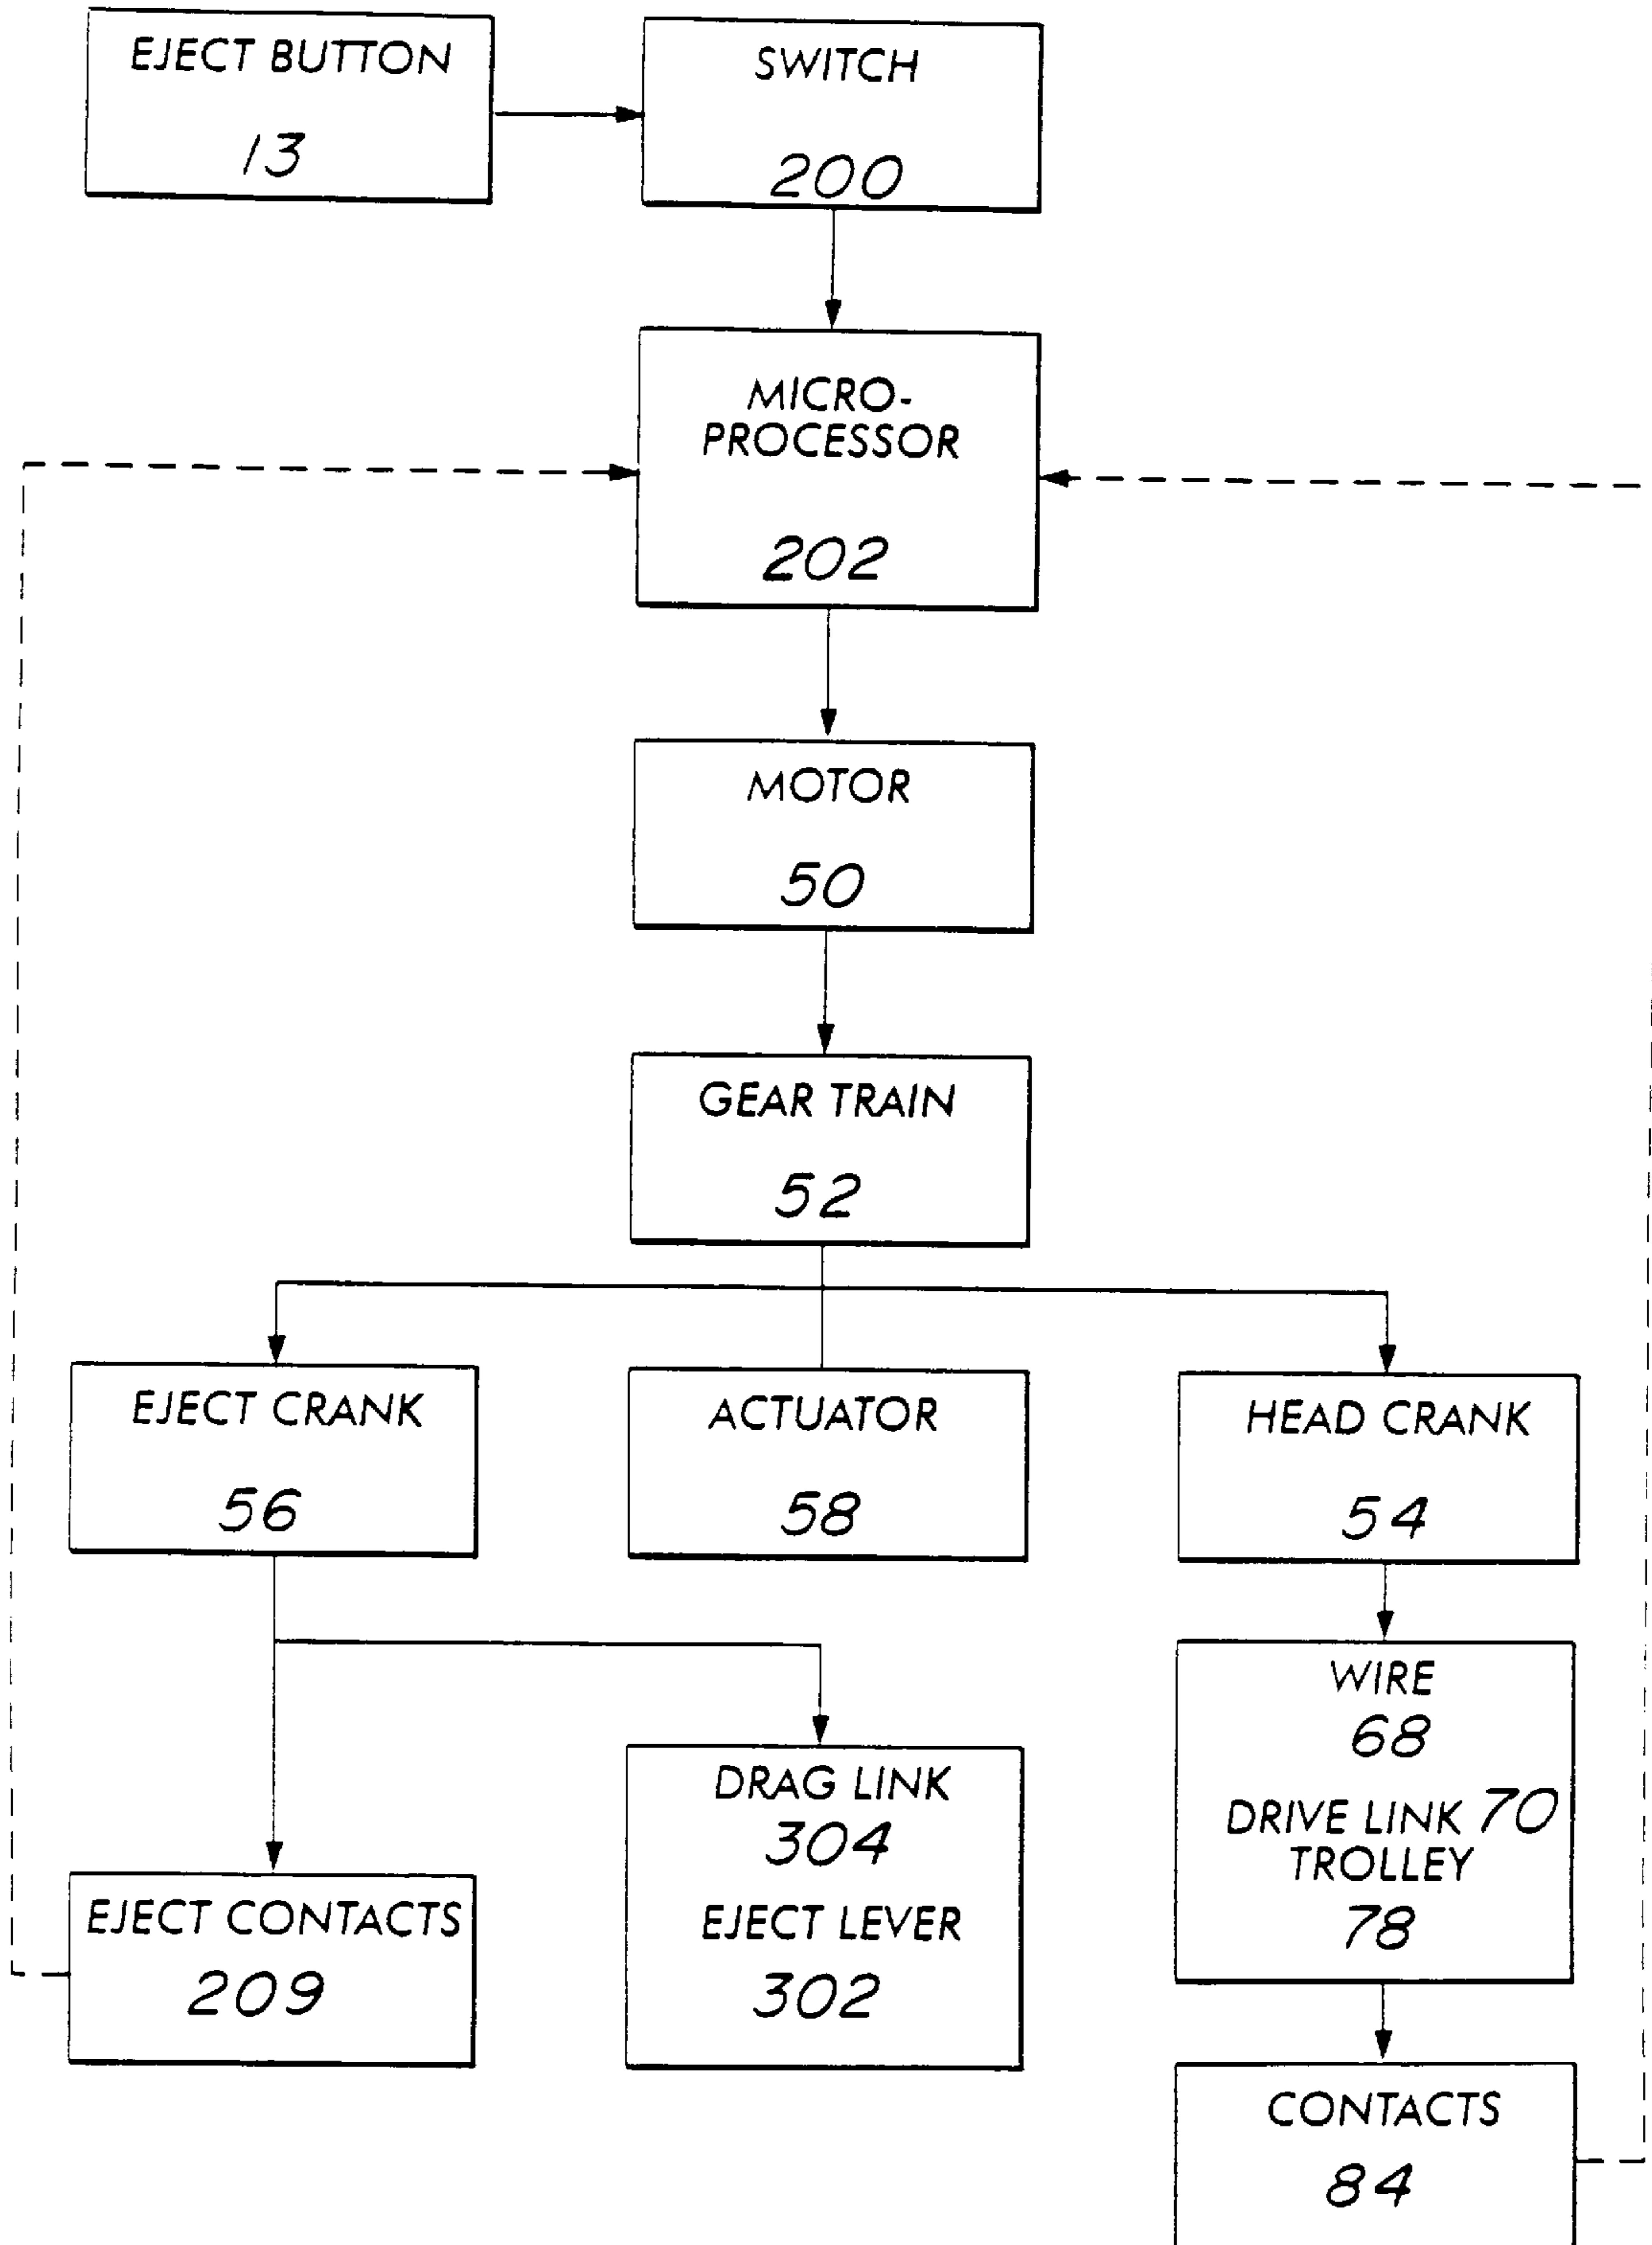 EJECT BUTTON
13
SWITCH
200
MICRO-
PROCESSOR
202
MOTOR
50
GEAR TRAIN
52
EJECT CRANK
56
ACTUATOR
58
HEAD CRANK
54
WIRE
68
DRIVE LINK 70
TROLLEY
78
DRAG LINK
304
EJECT LEVER
302
EJECT CONTACTS
209
CONTACTS
84